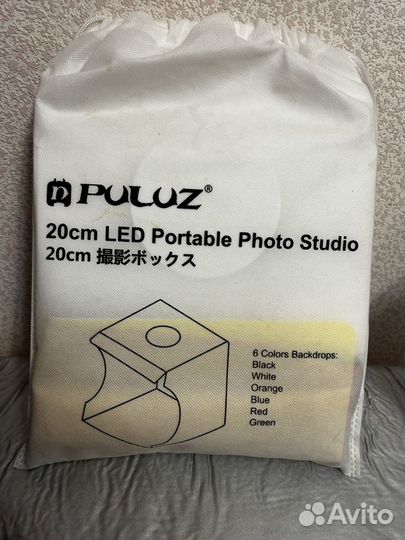 PULUZ®
20cm LED Portable Photo Studio
20cm 撮影ボックス
6 Colors Backdrops:
Black
White
Orange
Blue
Red
Green
Avito